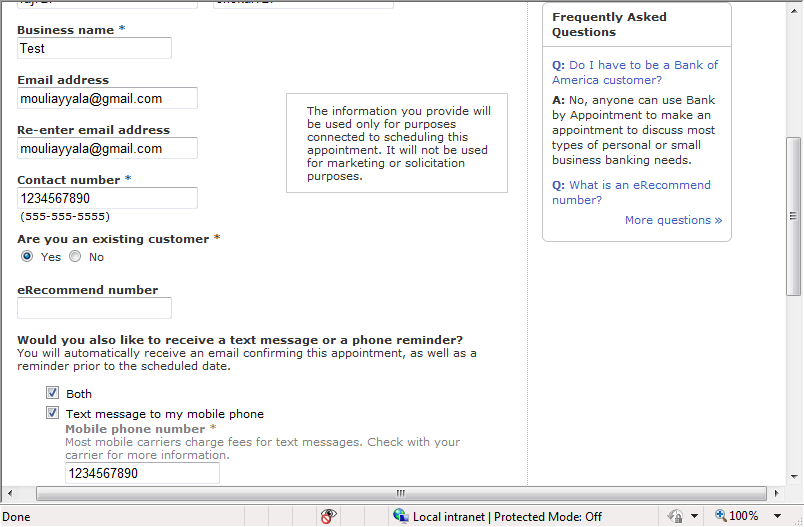 Business name *
Test
Email address
mouliayyala@gmail.com
Re-enter email address
mouliayyala@gmail.com
Contact number *
1234567890
(555-555-5555)
Are you an existing customer *
Yes No
eRecommend number
Would you also like to receive a text message or a phone reminder?
You will automatically receive an email confirming this appointment, as well as a
reminder prior to the scheduled date.
Both
Text message to my mobile phone
Mobile phone number *
Most mobile carriers charge fees for text messages. Check with your
carrier for more information.
1234567890
The information you provide will
be used only for purposes
connected to scheduling this
appointment. It will not be used
for marketing or solicitation
purposes.
Frequently Asked
Questions
Q: Do I have to be a Bank of
America customer?
A: No, anyone can use Bank
by Appointment to make an
appointment to discuss most
types of personal or small
business banking needs.
Q: What is an eRecommend
number?
More questions »
Done
Local intranet | Protected Mode: Off
100%